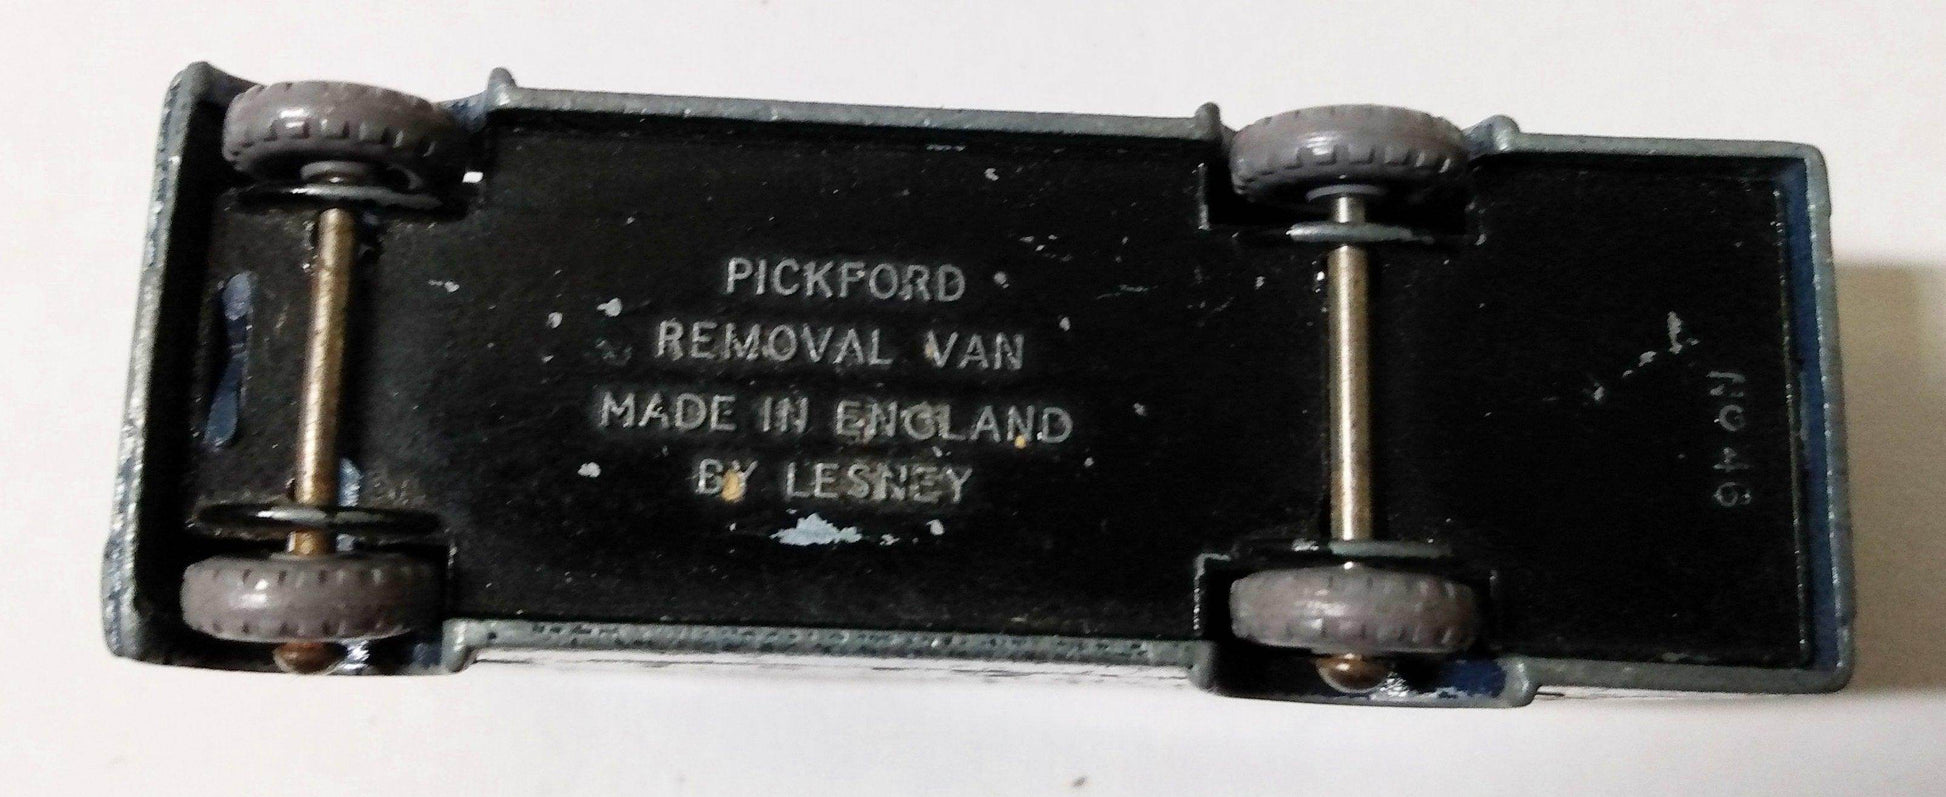 PICKFORD
REMOVAL VAN
MADE IN ENGLAND
BY LESNEY
No 46